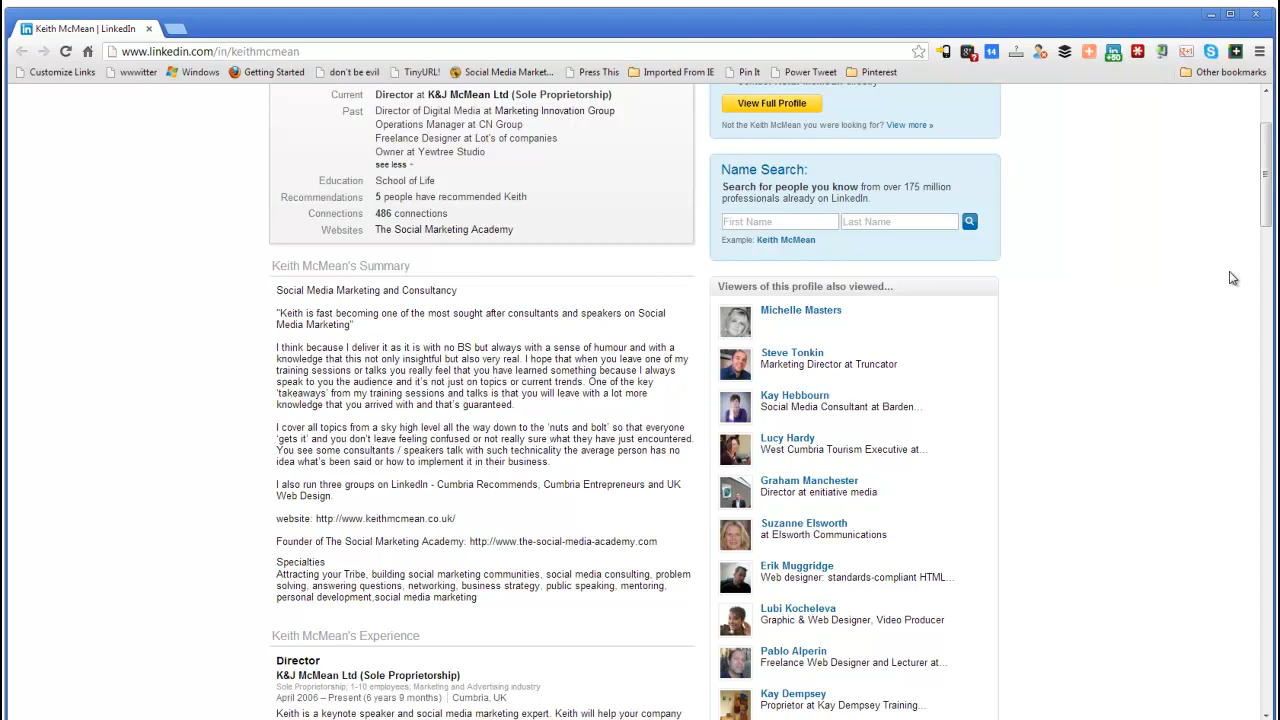 Keith McMean | LinkedIn
www.linkedin.com/in/keithmcmean
Customize Links
wwwitter
Windows
Getting Started
don't be evil
TinyURL!
Social Media Market...
Press This
Imported From IE
Pin It
Power Tweet
Pinterest
Other bookmarks
Current Director at K&J McMean Ltd (Sole Proprietorship)
Past Director of Digital Media at Marketing Innovation Group
Operations Manager at CN Group
Freelance Designer at Lot's of companies
Owner at Yewtree Studio
see less
Education School of Life
Recommendations 5 people have recommended Keith
Connections 486 connections
Websites The Social Marketing Academy
Keith McMean's Summary
Social Media Marketing and Consultancy
"Keith is fast becoming one of the most sought after consultants and speakers on Social
Media Marketing"
I think because I deliver it as it is with no BS but always with a sense of humour and with a
knowledge that this not only insightful but also very real. I hope that when you leave one of my
training sessions or talks you really feel that you have learned something because I always
speak to you the audience and it's not just on topics or current trends. One of the key
'takeaways' from my training sessions and talks is that you will leave with a lot more
knowledge that you arrived with and that's guaranteed.
I cover all topics from a sky high level all the way down to the 'nuts and bolt' so that everyone
'gets it' and you don't leave feeling confused or not really sure what they have just encountered.
You see some consultants / speakers talk with such technicality the average person has no
idea what's been said or how to implement it in their business.
I also run three groups on LinkedIn - Cumbria Recommends, Cumbria Entrepreneurs and UK
Web Design.
website: http://www.keithmcmean.co.uk/
Founder of The Social Marketing Academy: http://www.the-social-media-academy.com
Specialties
Attracting your Tribe, building social marketing communities, social media consulting, problem
solving, answering questions, networking, business strategy, public speaking, mentoring,
personal development,social media marketing
Keith McMean's Experience
Director
K&J McMean Ltd (Sole Proprietorship)
Sole Proprietorship; 1-10 employees; Marketing and Advertising industry
April 2006 – Present (6 years 9 months) | Cumbria, UK
Keith is a keynote speaker and social media marketing expert. Keith will help your company
View Full Profile
Not the Keith McMean you were looking for? View more »
Name Search:
Search for people you know from over 175 million
professionals already on LinkedIn.
First Name
Last Name
Example: Keith McMean
Viewers of this profile also viewed...
Michelle Masters
Steve Tonkin
Marketing Director at Truncator
Kay Hebbourn
Social Media Consultant at Barden...
Lucy Hardy
West Cumbria Tourism Executive at...
Graham Manchester
Director at enitiative media
Suzanne Elsworth
at Elsworth Communications
Erik Muggridge
Web designer: standards-compliant HTML...
Lubi Kocheleva
Graphic & Web Designer, Video Producer
Pablo Alperin
Freelance Web Designer and Lecturer at...
Kay Dempsey
Proprietor at Kay Dempsey Training...